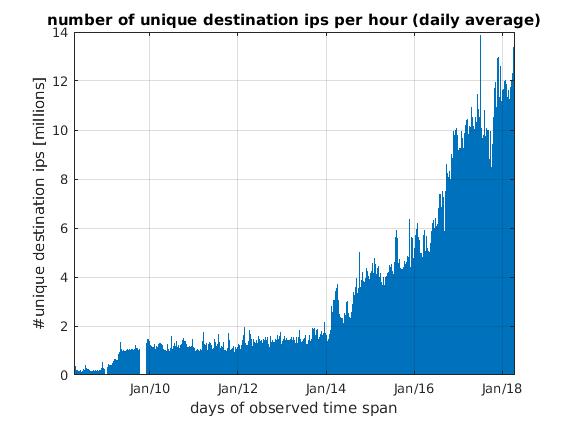 number of unique destination ips per hour (daily average)
#unique destination ips [millions]
14
12
10
8
6
4
2
0
Jan/10 Jan/12 Jan/14 Jan/16 Jan/18
days of observed time span